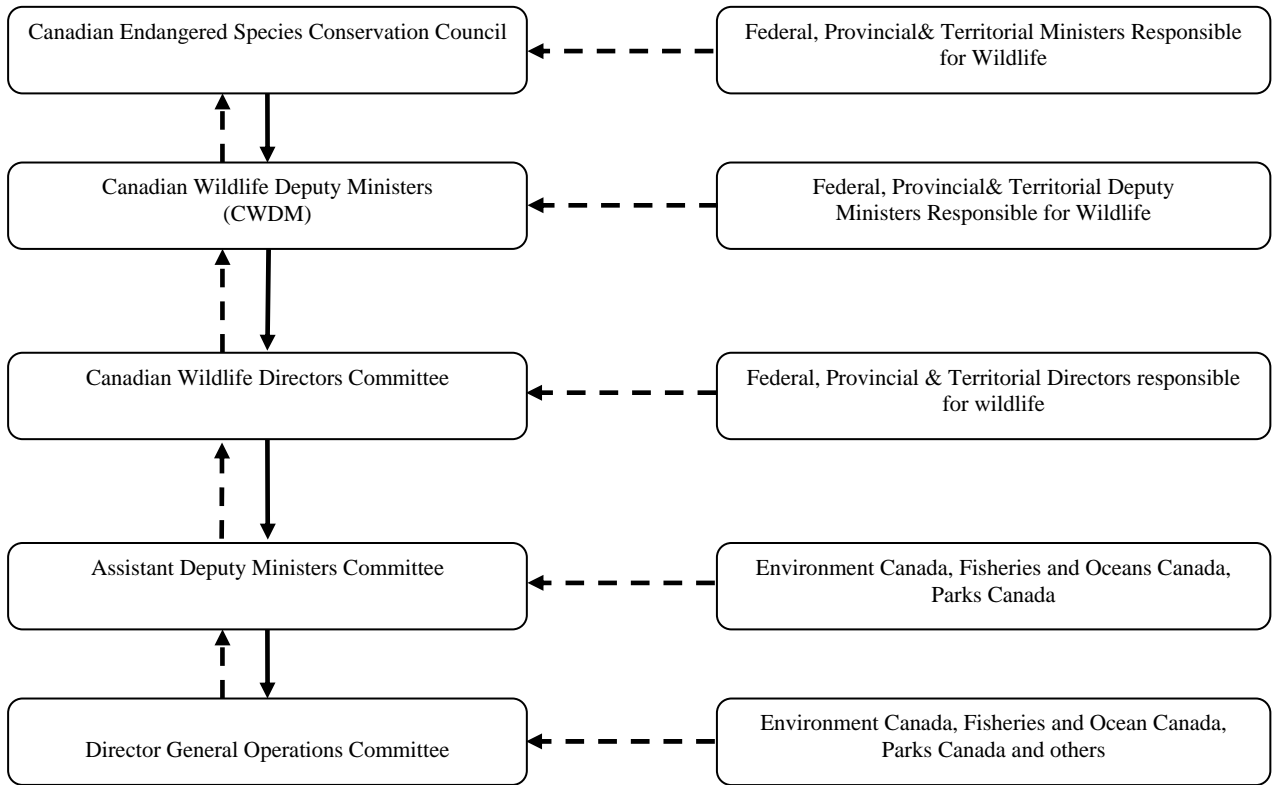 Canadian Endangered Species Conservation Council
Federal, Provincial& Territorial Ministers Responsible
for Wildlife
Canadian Wildlife Deputy Ministers
(CWDM)
Federal, Provincial& Territorial Deputy
Ministers Responsible for Wildlife
Canadian Wildlife Directors Committee
Federal, Provincial & Territorial Directors responsible
for wildlife
Assistant Deputy Ministers Committee
Environment Canada, Fisheries and Oceans Canada,
Parks Canada
Director General Operations Committee
Environment Canada, Fisheries and Ocean Canada,
Parks Canada and others